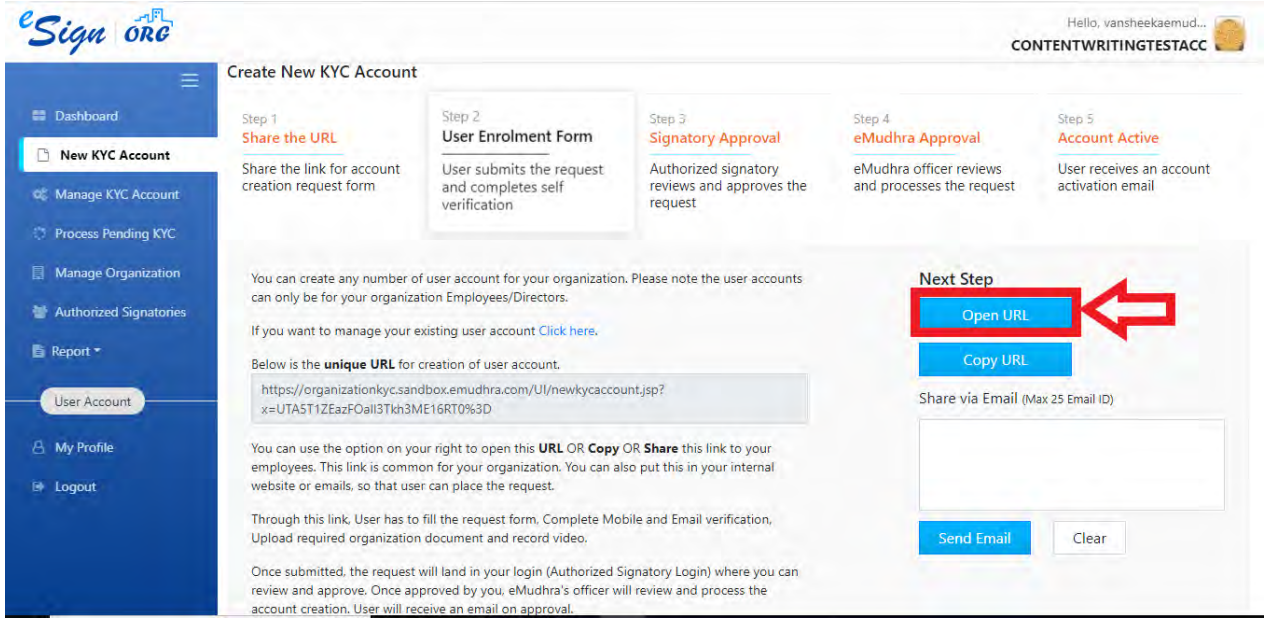 eSign ORG
Hello, vansheekaemud...
CONTENTWRITINGTESTACC
Dashboard
New KYC Account
Manage KYC Account
Process Pending KYC
Manage Organization
Authorized Signatories
Report
User Account
My Profile
Logout
Create New KYC Account
Step 1
Share the URL
Share the link for account
creation request form
Step 2
User Enrolment Form
User submits the request
and completes self
verification
Step 3
Signatory Approval
Authorized signatory
reviews and approves the
request
Step 4
eMudhra Approval
eMudhra officer reviews
and processes the request
Step 5
Account Active
User receives an account
activation email
You can create any number of user account for your organization. Please note the user accounts
can only be for your organization Employees/Directors.
If you want to manage your existing user account Click here.
Below is the unique URL for creation of user account.
https://organizationkyc.sandbox.emudhra.com/UI/newkycaccount.jsp?
You can use the option on your right to open this URL OR Copy OR Share this link to your
employees. This link is common for your organization. You can also put this in your internal
website or emails, so that user can place the request.
Through this link, User has to fill the request form, Complete Mobile and Email verification,
Upload required organization document and record video.
Once submitted, the request will land in your login (Authorized Signatory Login) where you can
review and approve. Once approved by you, eMudhra's officer will review and process the
account creation. User will receive an email on approval.
Next Step
Open URL
Copy URL
Share via Email (Max 25 Email ID)
Send Email
Clear